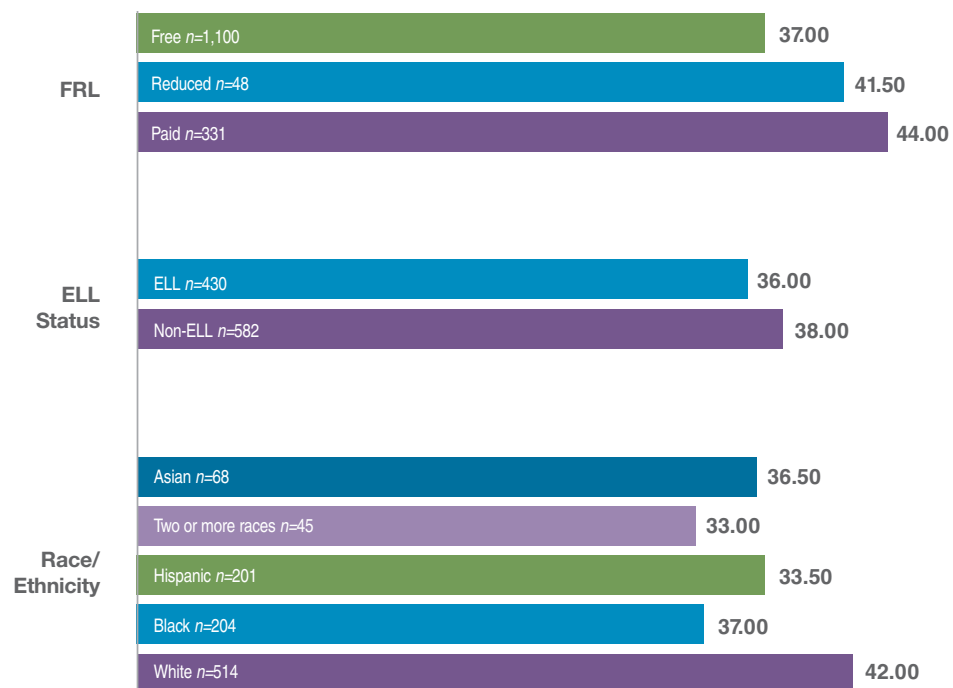 FRL
Free n=1,100 37.00
Reduced n=48 41.50
Paid n=331 44.00
ELL
Status
ELL n=430 36.00
Non-ELL n=582 38.00
Race/
Ethnicity
Asian n=68 36.50
Two or more races n=45 33.00
Hispanic n=201 33.50
Black n=204 37.00
White n=514 42.00